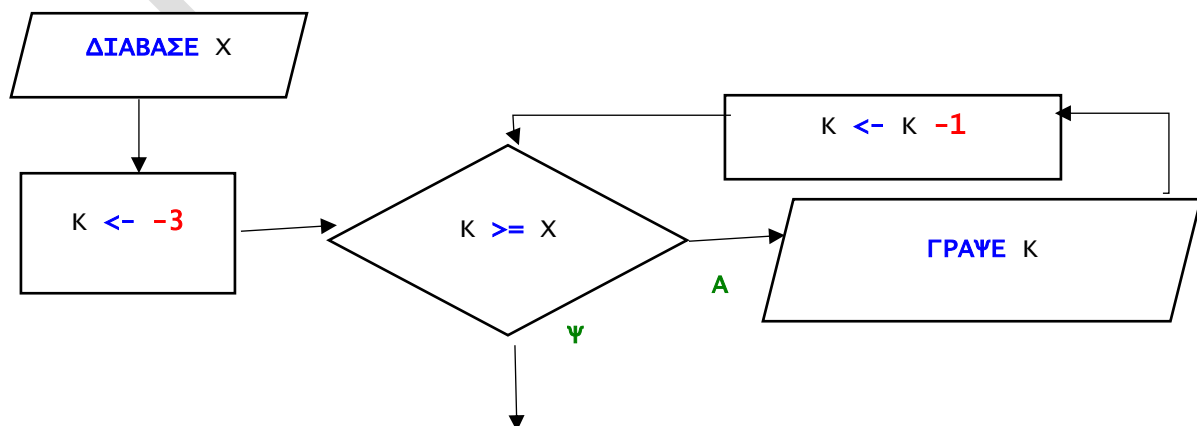 ΔΙΑΒΑΣΕ Χ
Κ <- -3
Κ >= Χ
Α
Ψ
ΓΡΑΨΕ Κ
Κ <- Κ -1